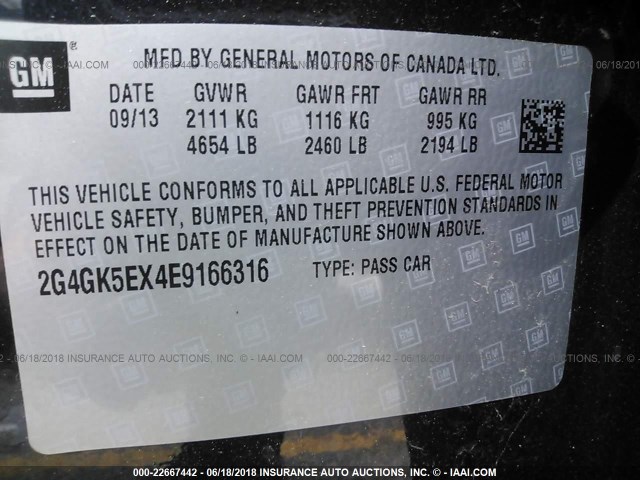 GM
MFD BY GENERAL MOTORS OF CANADA LTD.
DATE GVWR GAWR FRT GAWR RR
09/13 2111 KG 1116 KG 995 KG
4654 LB 2460 LB 2194 LB
THIS VEHICLE CONFORMS TO ALL APPLICABLE U.S. FEDERAL MOTOR
VEHICLE SAFETY, BUMPER, AND THEFT PREVENTION STANDARDS IN
EFFECT ON THE DATE OF MANUFACTURE SHOWN ABOVE.
2G4GK5EX4E9166316 TYPE: PASS CAR
000-22667442 - 06/18/2018 INSURANCE AUTO AUCTIONS, INC. © - IAAI.COM